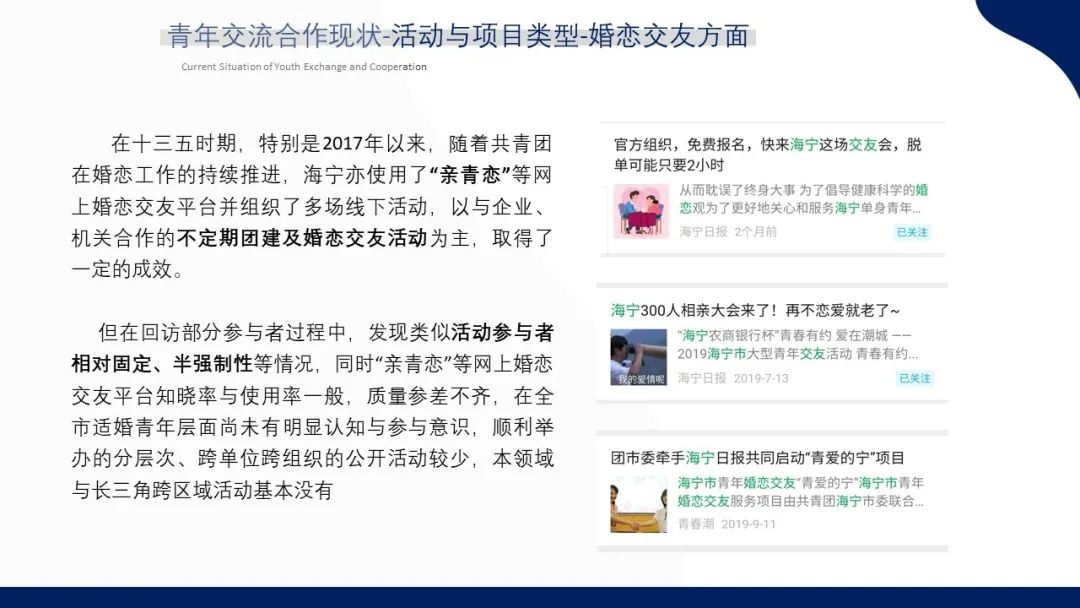 青年交流合作现状-活动与项目类型-婚恋交友方面
Current Situation of Youth Exchange and Cooperation
在十三五时期，特别是2017年以来，随着共青团
在婚恋工作的持续推进，海宁亦使用了“亲青恋”等网
上婚恋交友平台并组织了多场线下活动，以与企业、
机关合作的不定期团建及婚恋交友活动为主，取得了
一定的成效。
但在回访部分参与者过程中，发现类似活动参与者
相对固定、半强制性等情况，同时“亲青恋”等网上婚恋
交友平台知晓率与使用率一般，质量参差不齐，在全
市适婚青年层面尚未有明显认知与参与意识，顺利举
办的分层次、跨单位跨组织的公开活动较少，本领域
与长三角跨区域活动基本没有
官方组织，免费报名，快来海宁这场交友会，脱
单可能只要2小时
从而耽误了终身大事 为了倡导健康科学的婚
恋观为了更好地关心和服务海宁单身青年...
海宁日报 2个月前
已关注
海宁300人相亲大会来了！再不恋爱就老了~
“海宁农商银行杯”青春有约 爱在潮城 ——
2019海宁市大型青年交友活动 青春有约...
我的爱情呢
海宁日报 2019-7-13
已关注
团市委牵手海宁日报共同启动“青爱的宁”项目
海宁市青年婚恋交友“青爱的宁”海宁市青年
婚恋交友服务项目由共青团海宁市委联合...
青春潮 2019-9-11